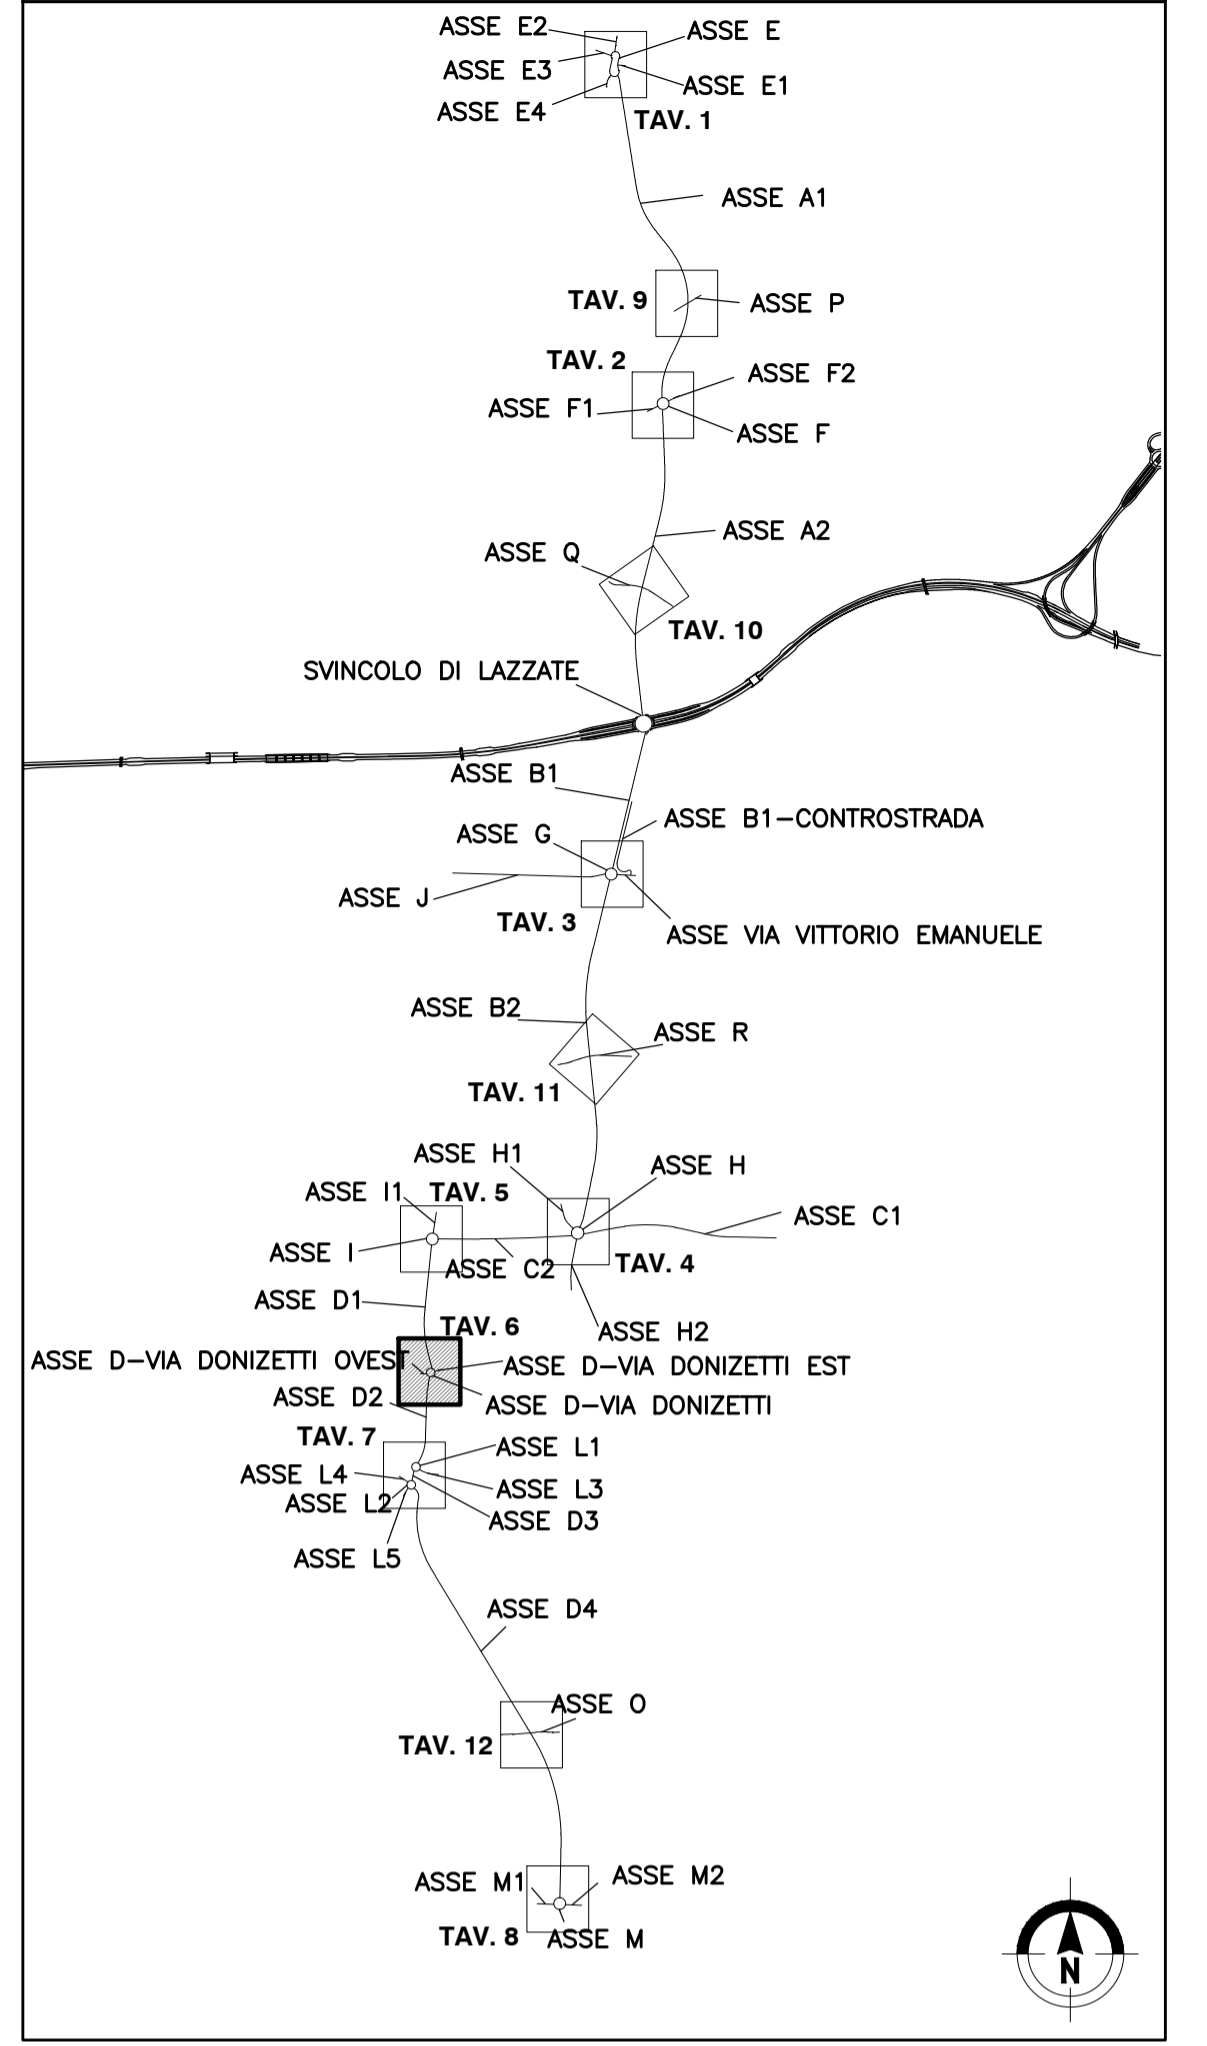 ASSE E2
ASSE E
ASSE E3
ASSE E1
ASSE E4
TAV. 1
ASSE A1
TAV. 9
ASSE P
TAV. 2
ASSE F2
ASSE F1
ASSE F
ASSE A2
ASSE Q
TAV. 10
SVINCOLO DI LAZZATE
ASSE B1
ASSE B1-CONTROSTRADA
ASSE G
ASSE J
TAV. 3
ASSE VIA VITTORIO EMANUELE
ASSE B2
ASSE R
TAV. 11
ASSE H1
ASSE H
ASSE I1
TAV. 5
ASSE C1
ASSE I
ASSE C2
TAV. 4
ASSE D1
TAV. 6
ASSE H2
ASSE D-VIA DONIZETTI OVEST
ASSE D-VIA DONIZETTI EST
ASSE D2
ASSE D-VIA DONIZETTI
TAV. 7
ASSE L1
ASSE L4
ASSE L3
ASSE L2
ASSE D3
ASSE L5
ASSE D4
ASSE O
TAV. 12
ASSE M1
ASSE M2
TAV. 8
ASSE M
N